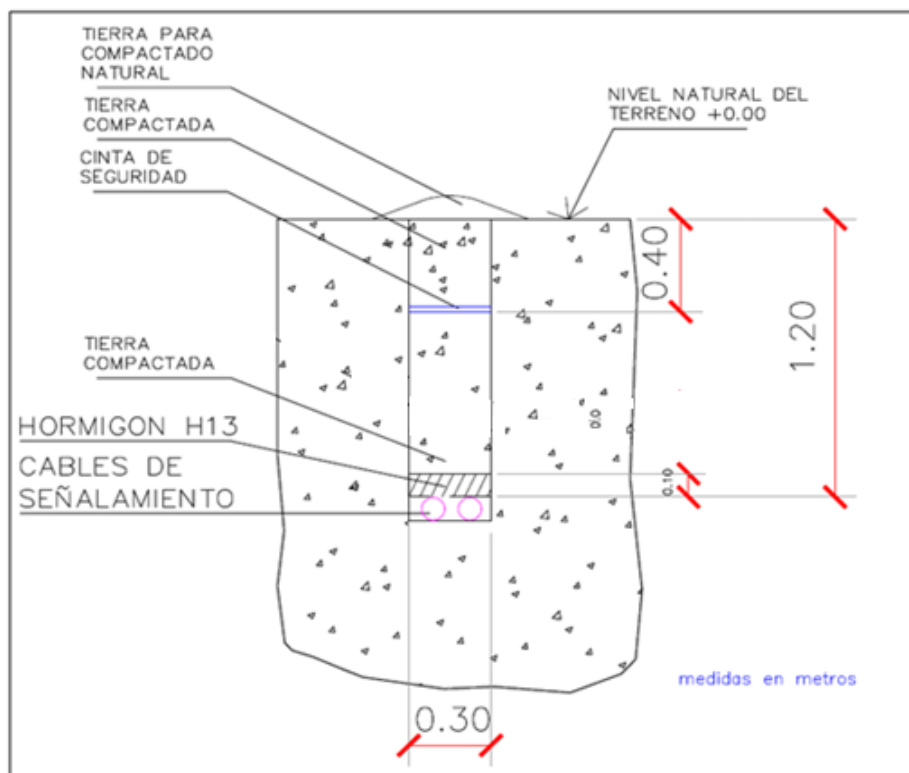 TIERRA PARA
COMPACTADO
NATURAL
TIERRA
COMPACTADA
CINTA DE
SEGURIDAD
NIVEL NATURAL DEL
TERRENO +0.00
0.40
1.20
TIERRA
COMPACTADA
HORMIGON H13
CABLES DE
SEÑALAMIENTO
0.10
medidas en metros
0.30